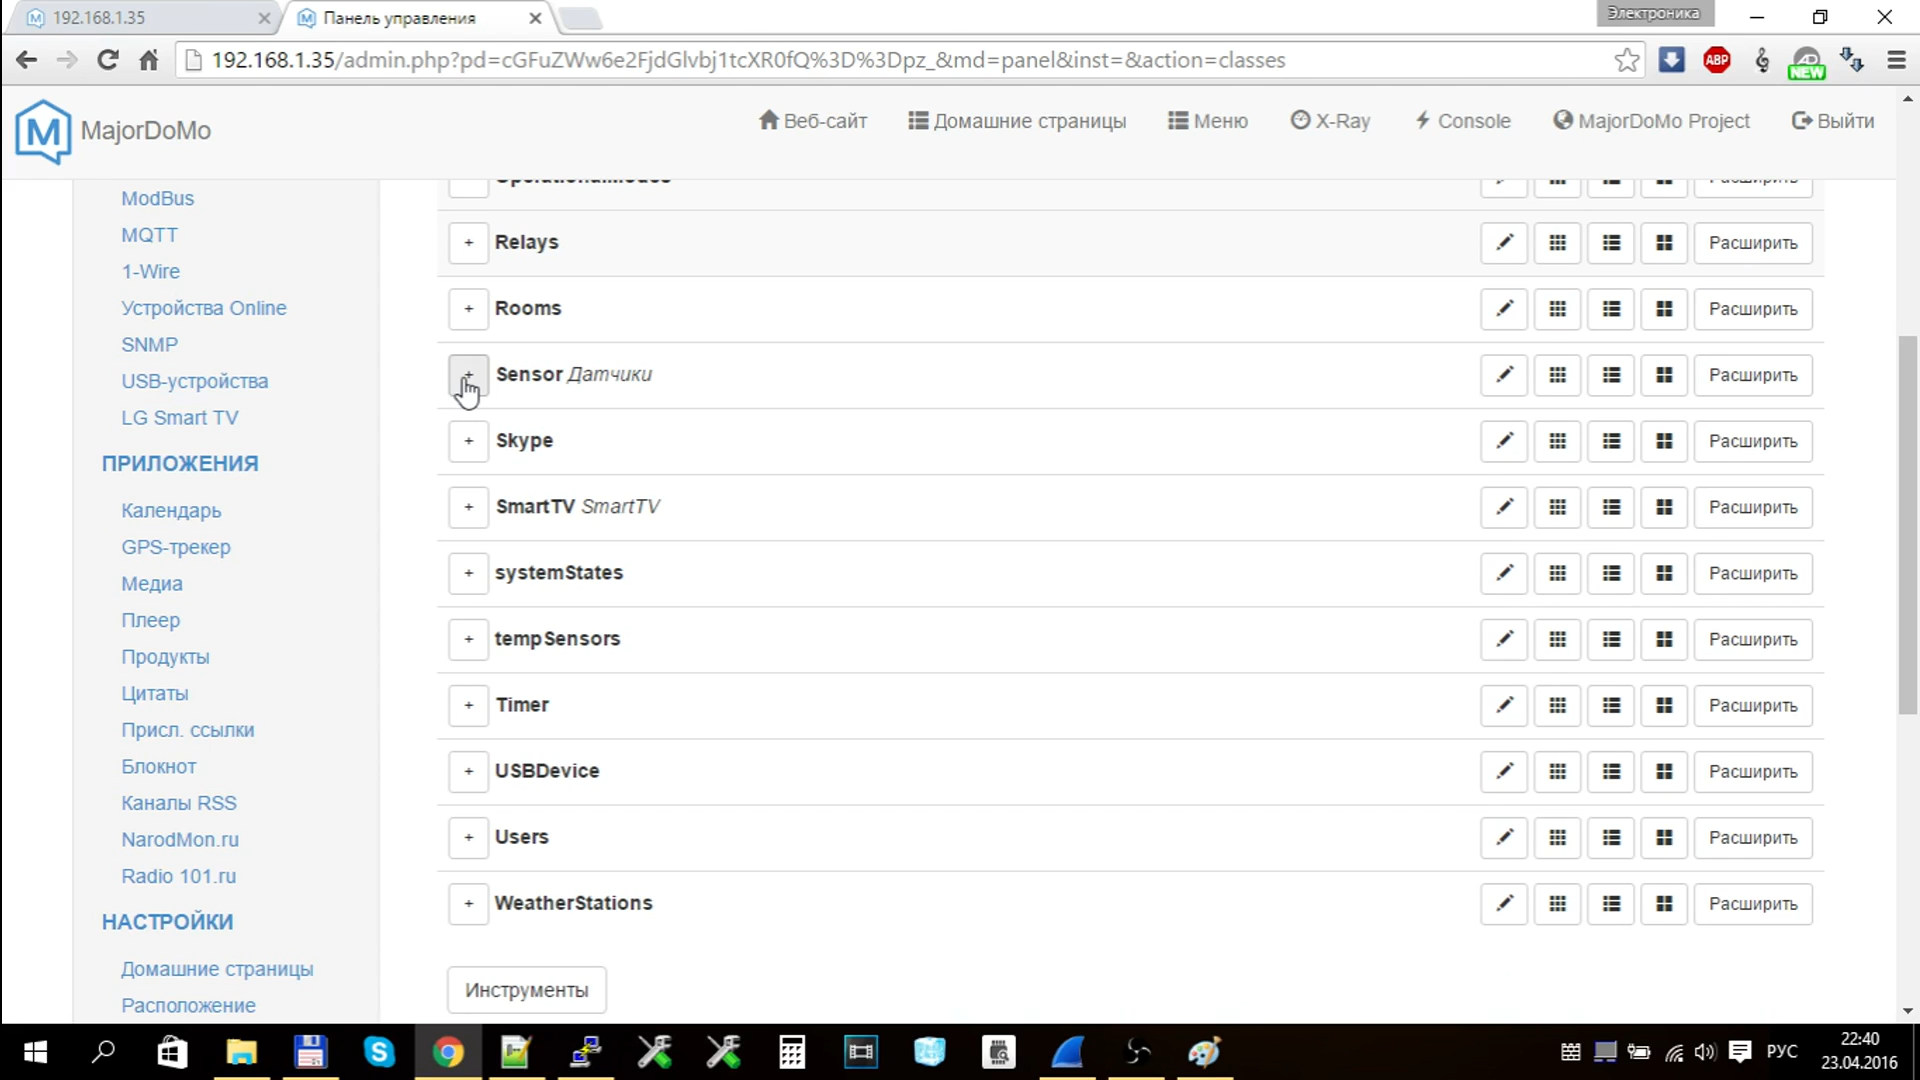 192.168.1.35
Панель управления
Электроника
192.168.1.35/admin.php?pd=cGFuZWw6e2FjdGlvbj1tcXR0fQ%3D%3Dpz_&md=panel&inst=&action=classes
ABP
NEW
MajorDoMo
Веб-сайт
Домашние страницы
Меню
X-Ray
Console
MajorDoMo Project
Выйти
ModBus
MQTT
1-Wire
Устройства Online
SNMP
USB-устройства
LG Smart TV
ПРИЛОЖЕНИЯ
Календарь
GPS-трекер
Медиа
Плеер
Продукты
Цитаты
Присл. ссылки
Блокнот
Каналы RSS
NarodMon.ru
Radio 101.ru
НАСТРОЙКИ
Домашние страницы
Расположение
OperationalModes Расширить
+ Relays Расширить
+ Rooms Расширить
+ Sensor Датчики Расширить
+ Skype Расширить
+ SmartTV SmartTV Расширить
+ systemStates Расширить
+ tempSensors Расширить
+ Timer Расширить
+ USBDevice Расширить
+ Users Расширить
+ WeatherStations Расширить
Инструменты
РУС
22:40
23.04.2016